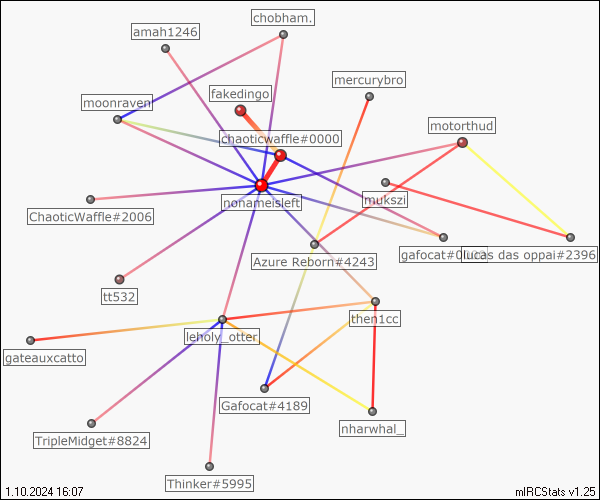 chobham.
amah1246
mercurybro
fakedingo
moonraven
motorthud
chaoticwaffle#0000
mukszi
nonameisleft
ChaoticWaffle#2006
gafocat#0
lucas das oppai#2396
Azure Reborn#4243
tt532
then1cc
leholy_otter
gateauxcatto
Gafocat#4189
nharwhal_
TripleMidget#8824
Thinker#5995
1.10.2024 16:07
mIRCStats v1.25